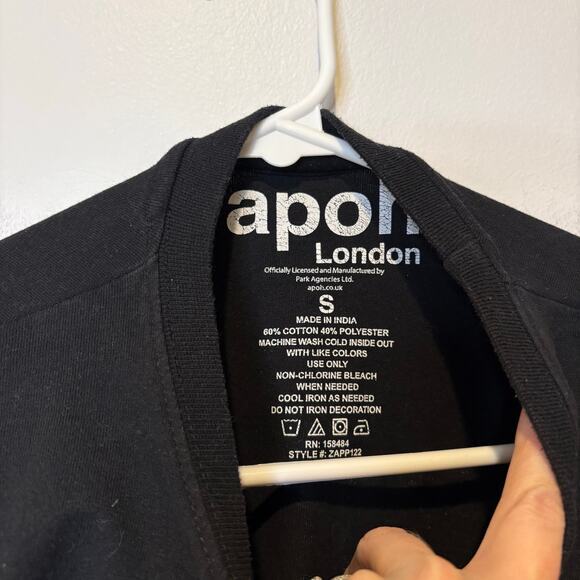 apoh
London
Officially Licensed and Manufactured by
Park Agencies Ltd.
apoh.co.uk
S
MADE IN INDIA
60% COTTON 40% POLYESTER
MACHINE WASH COLD INSIDE OUT
WITH LIKE COLORS
USE ONLY
NON-CHLORINE BLEACH
WHEN NEEDED
COOL IRON AS NEEDED
DO NOT IRON DECORATION
RN: 158484
STYLE #: ZAPP122